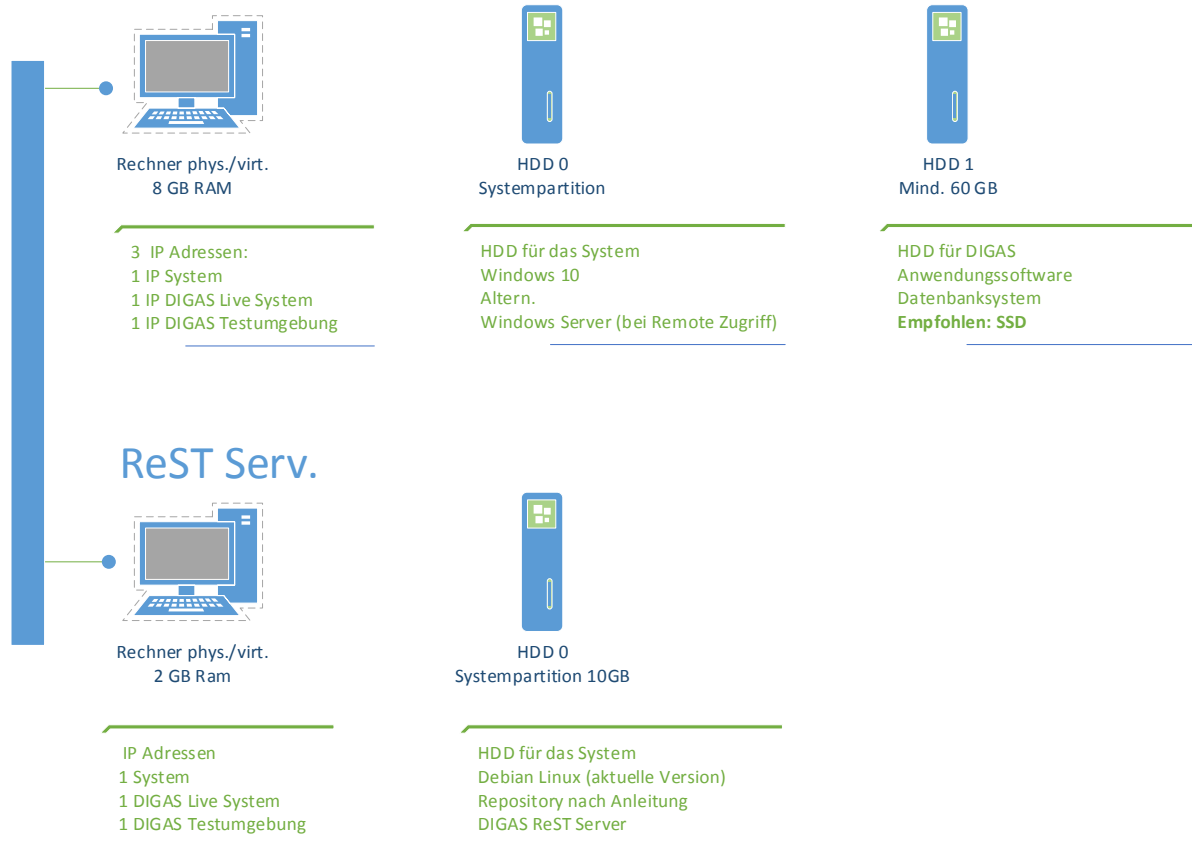 Rechner phys./virt.
8 GB RAM
HDD 0
Systempartition
HDD 1
Mind. 60 GB
3 IP Adressen:
1 IP System
1 IP DIGAS Live System
1 IP DIGAS Testumgebung
HDD für das System
Windows 10
Altern.
Windows Server (bei Remote Zugriff)
HDD für DIGAS
Anwendungssoftware
Datenbanksystem
Empfohlen: SSD
ReST Serv.
Rechner phys./virt.
2 GB Ram
HDD 0
Systempartition 10GB
IP Adressen
1 System
1 DIGAS Live System
1 DIGAS Testumgebung
HDD für das System
Debian Linux (aktuelle Version)
Repository nach Anleitung
DIGAS ReST Server